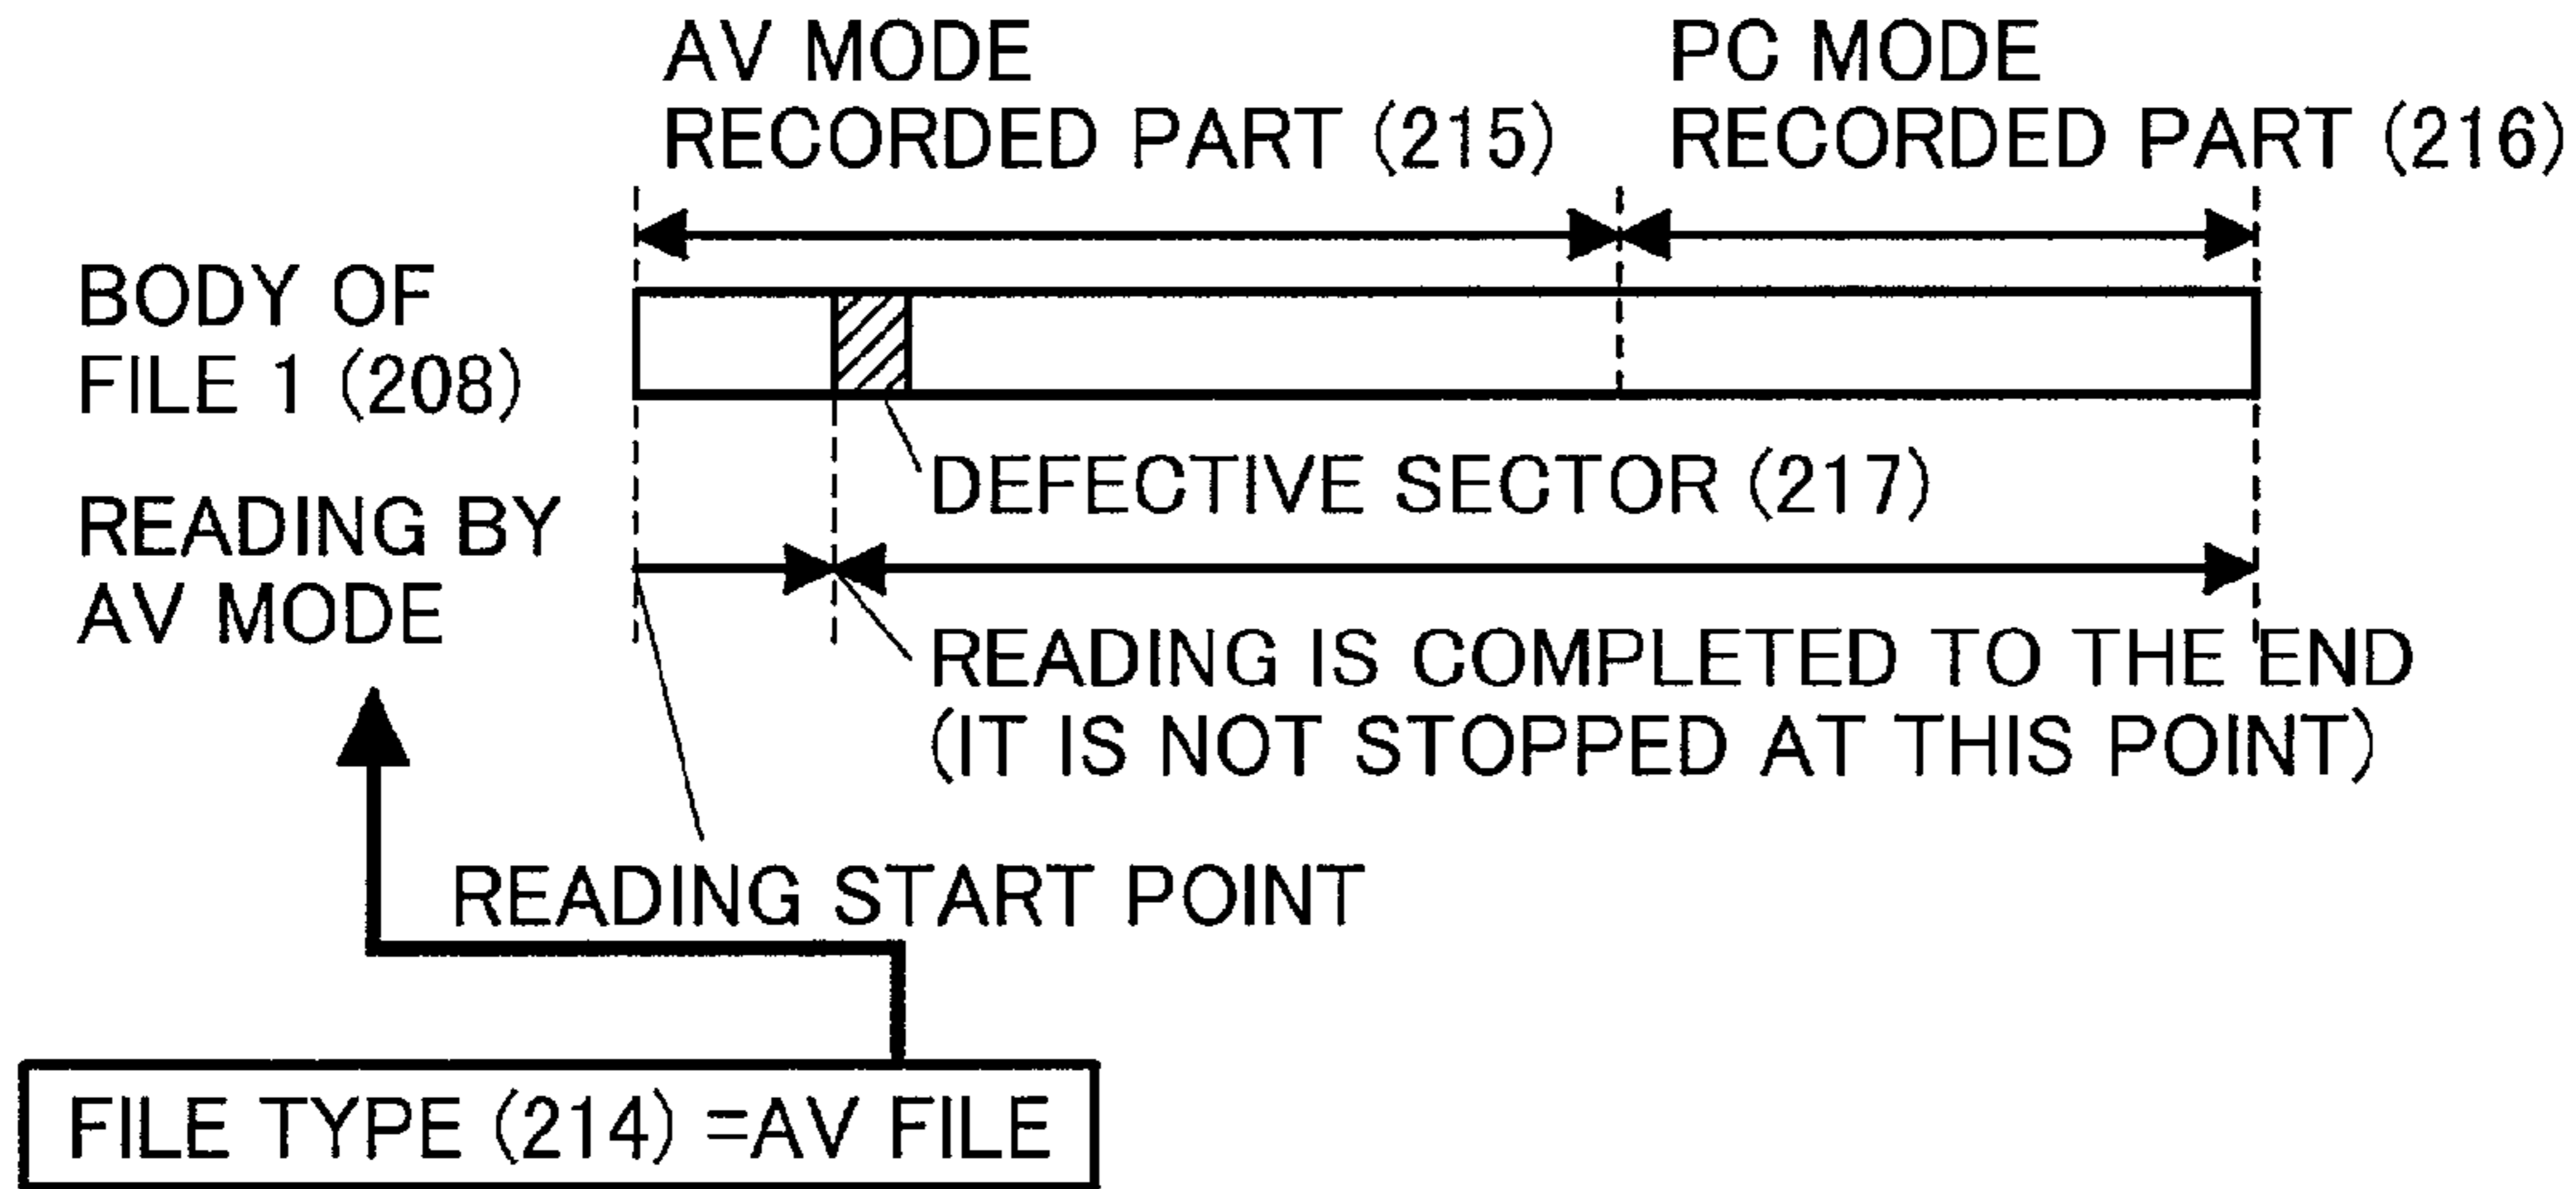 AV MODE
RECORDED PART (215)
PC MODE
RECORDED PART (216)
BODY OF
FILE 1 (208)
DEFECTIVE SECTOR (217)
READING BY
AV MODE
READING IS COMPLETED TO THE END
(IT IS NOT STOPPED AT THIS POINT)
READING START POINT
FILE TYPE (214) =AV FILE